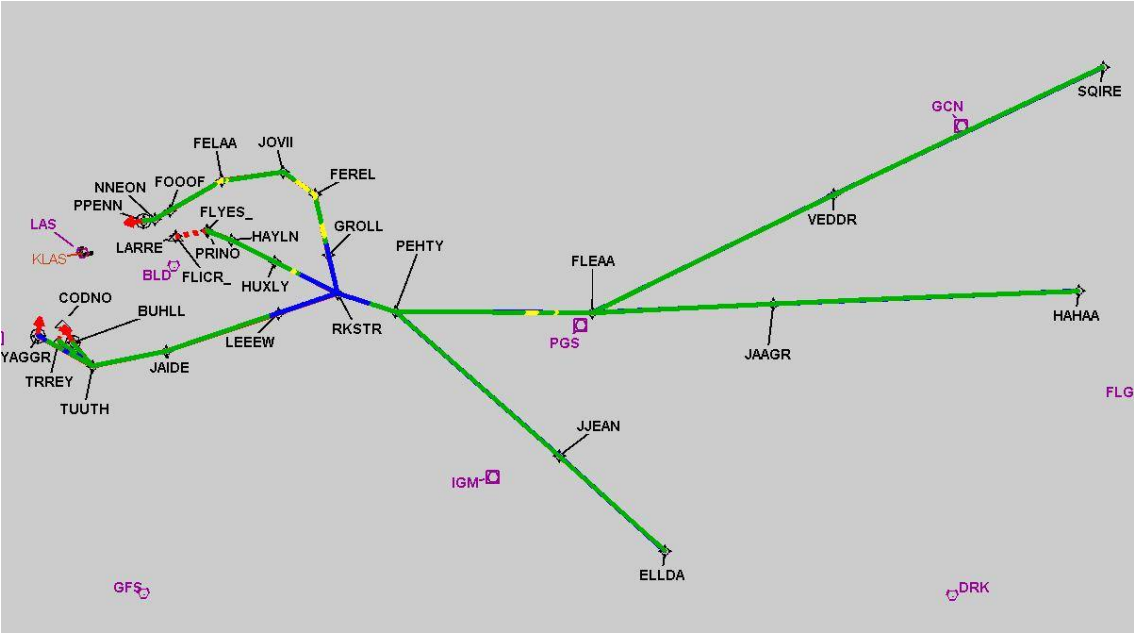 SQIRE
GCN
JOVII
FELAA
FEREL
NNEON
FOOOF
PPENN
FLYES_
VEDDR
LAS
GROLL
HAYLN
LARRE
PRINO
PEHTY
KLAS
FLEAA
BLD
FLICR_
HUXLY
HAHAA
CODNO
BUHLL
RKSTR
LEEEW
PGS
YAGGR
JAAGR
JAIDE
TRREY
FLG
TUUTH
JJEAN
IGM
ELLDA
GFS
DRK